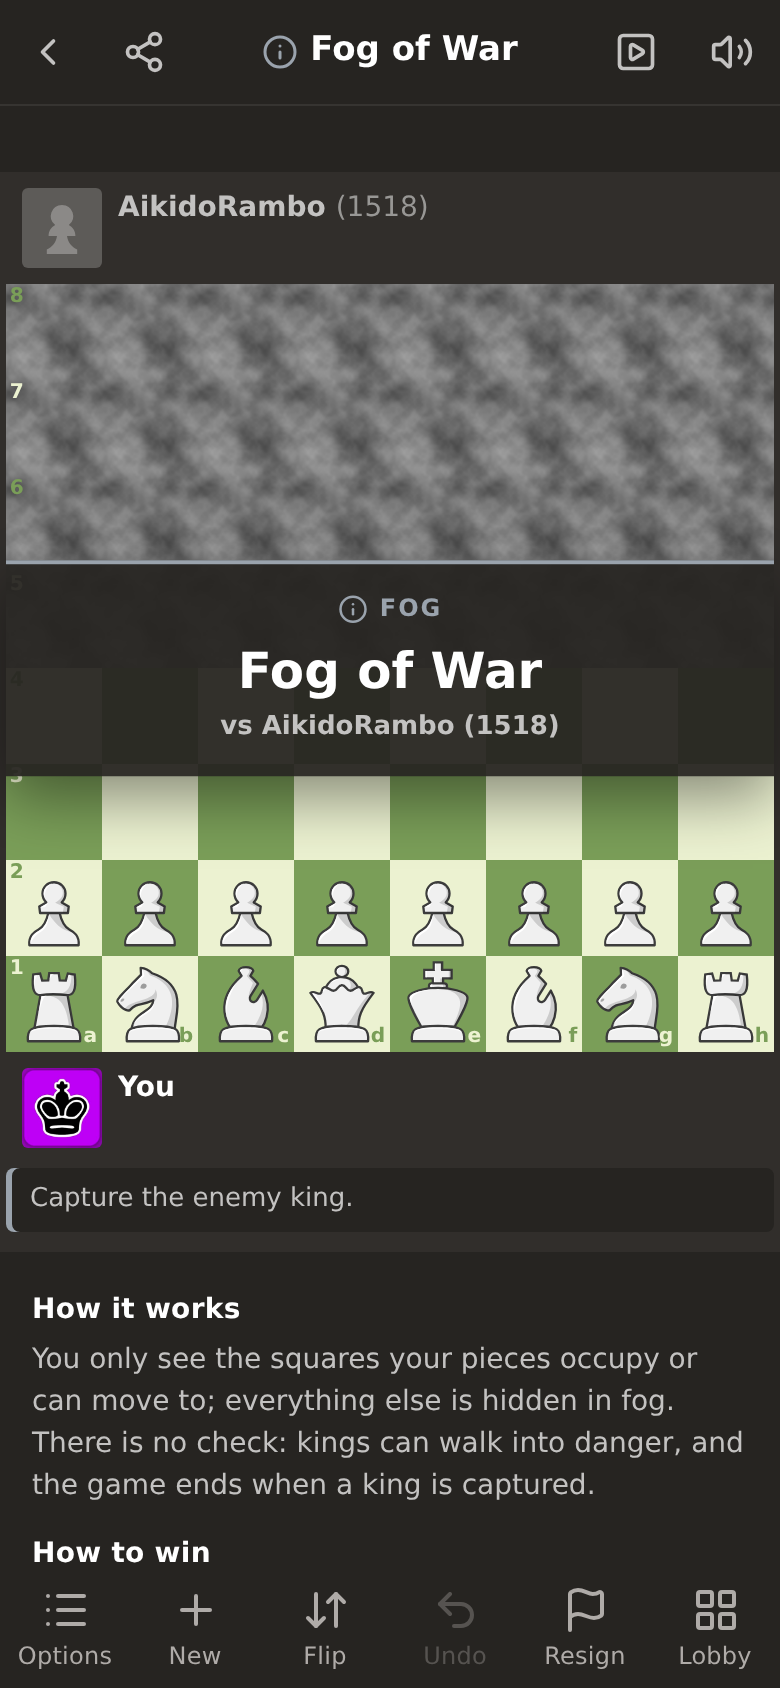 Fog of War
AikidoRambo (1518)
8
7
6
5
FOG
Fog of War
4
vs AikidoRambo (1518)
3
2
1
a b c d e f g h
You
Capture the enemy king.
How it works
You only see the squares your pieces occupy or
can move to; everything else is hidden in fog.
There is no check: kings can walk into danger, and
the game ends when a king is captured.
How to win
Options New Flip Undo Resign Lobby